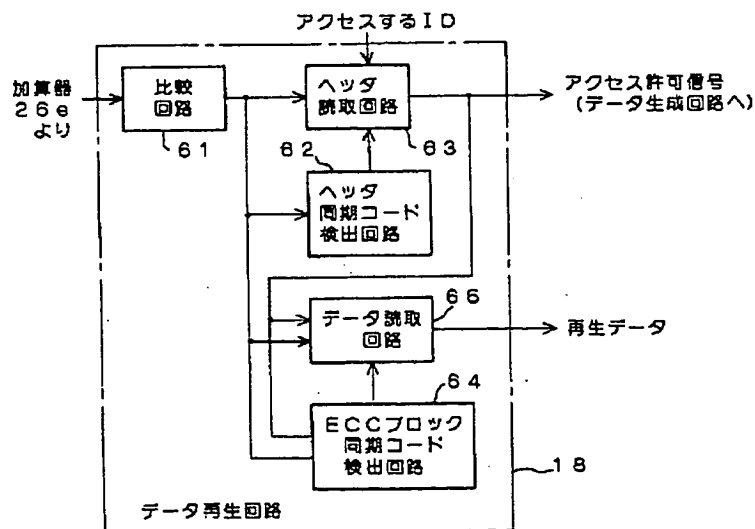 アクセスするID
加算器
26e
より
比較
回路
61
ヘッダ
読取回路
63
アクセス許可信号
(データ生成回路へ)
62
ヘッダ
同期コード
検出回路
66
データ読取
回路
再生データ
64
ECCブロック
同期コード
検出回路
18
データ再生回路